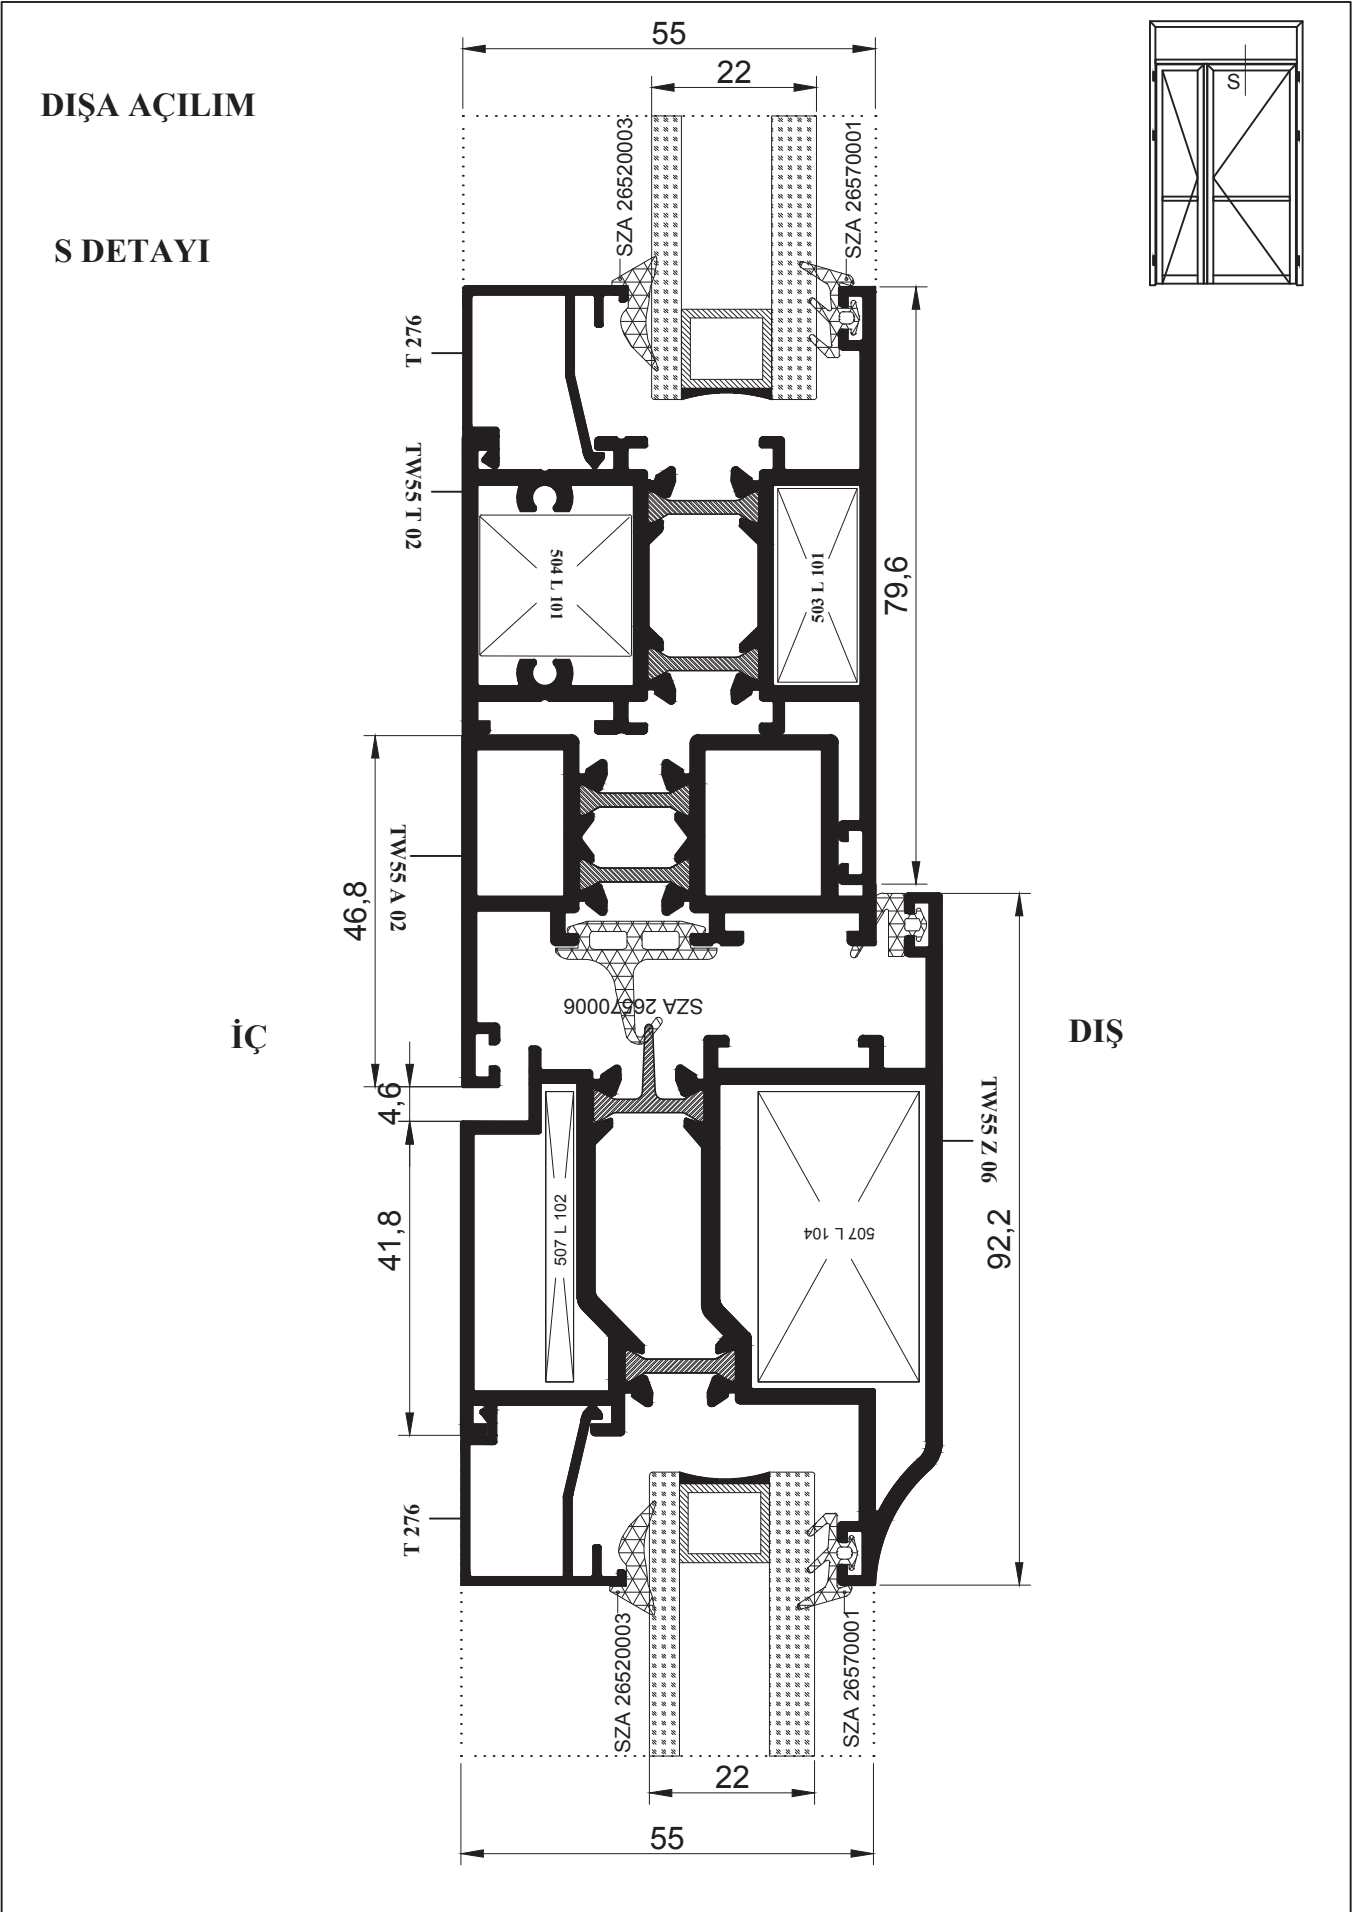 55
22
DIŞA AÇILIM
S
SZA 26520003
SZA 26570001
S DETAYI
T 276
TW55 T 02
504 L 101
503 L 101
79,6
TW55 A 02
46,8
SZA 26570006
İÇ
DIŞ
4,6
TW55 Z 06
41,8
507 L 102
507 L 104
92,2
T 276
SZA 26520003
SZA 26570001
22
55